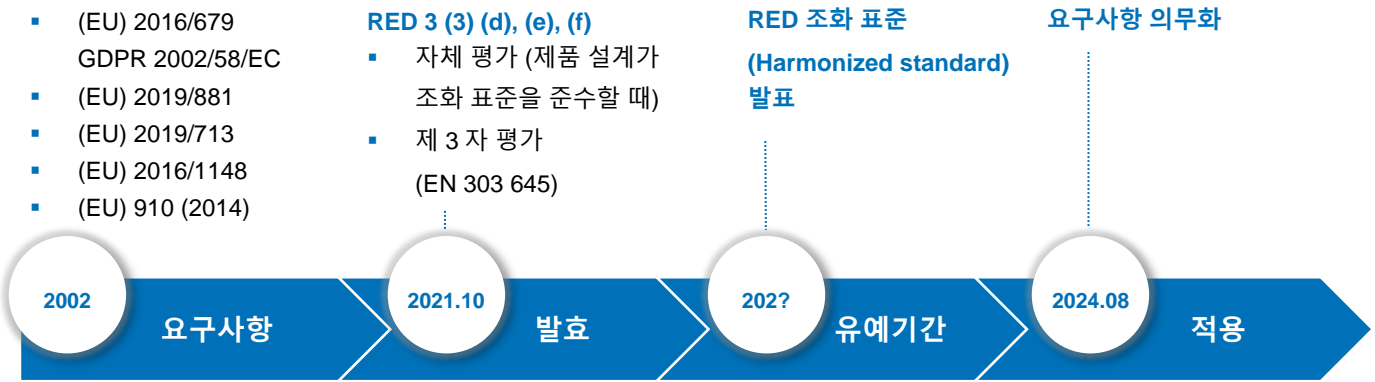 ▪ (EU) 2016/679
GDPR 2002/58/EC
▪ (EU) 2019/881
▪ (EU) 2019/713
▪ (EU) 2016/1148
▪ (EU) 910 (2014)
RED 3 (3) (d), (e), (f)
▪ 자체 평가 (제품 설계가
조화 표준을 준수할 때)
▪ 제 3 자 평가
(EN 303 645)
RED 조화 표준
(Harmonized standard)
발표
요구사항 의무화
2002
요구사항
2021.10
발효
202?
유예기간
2024.08
적용